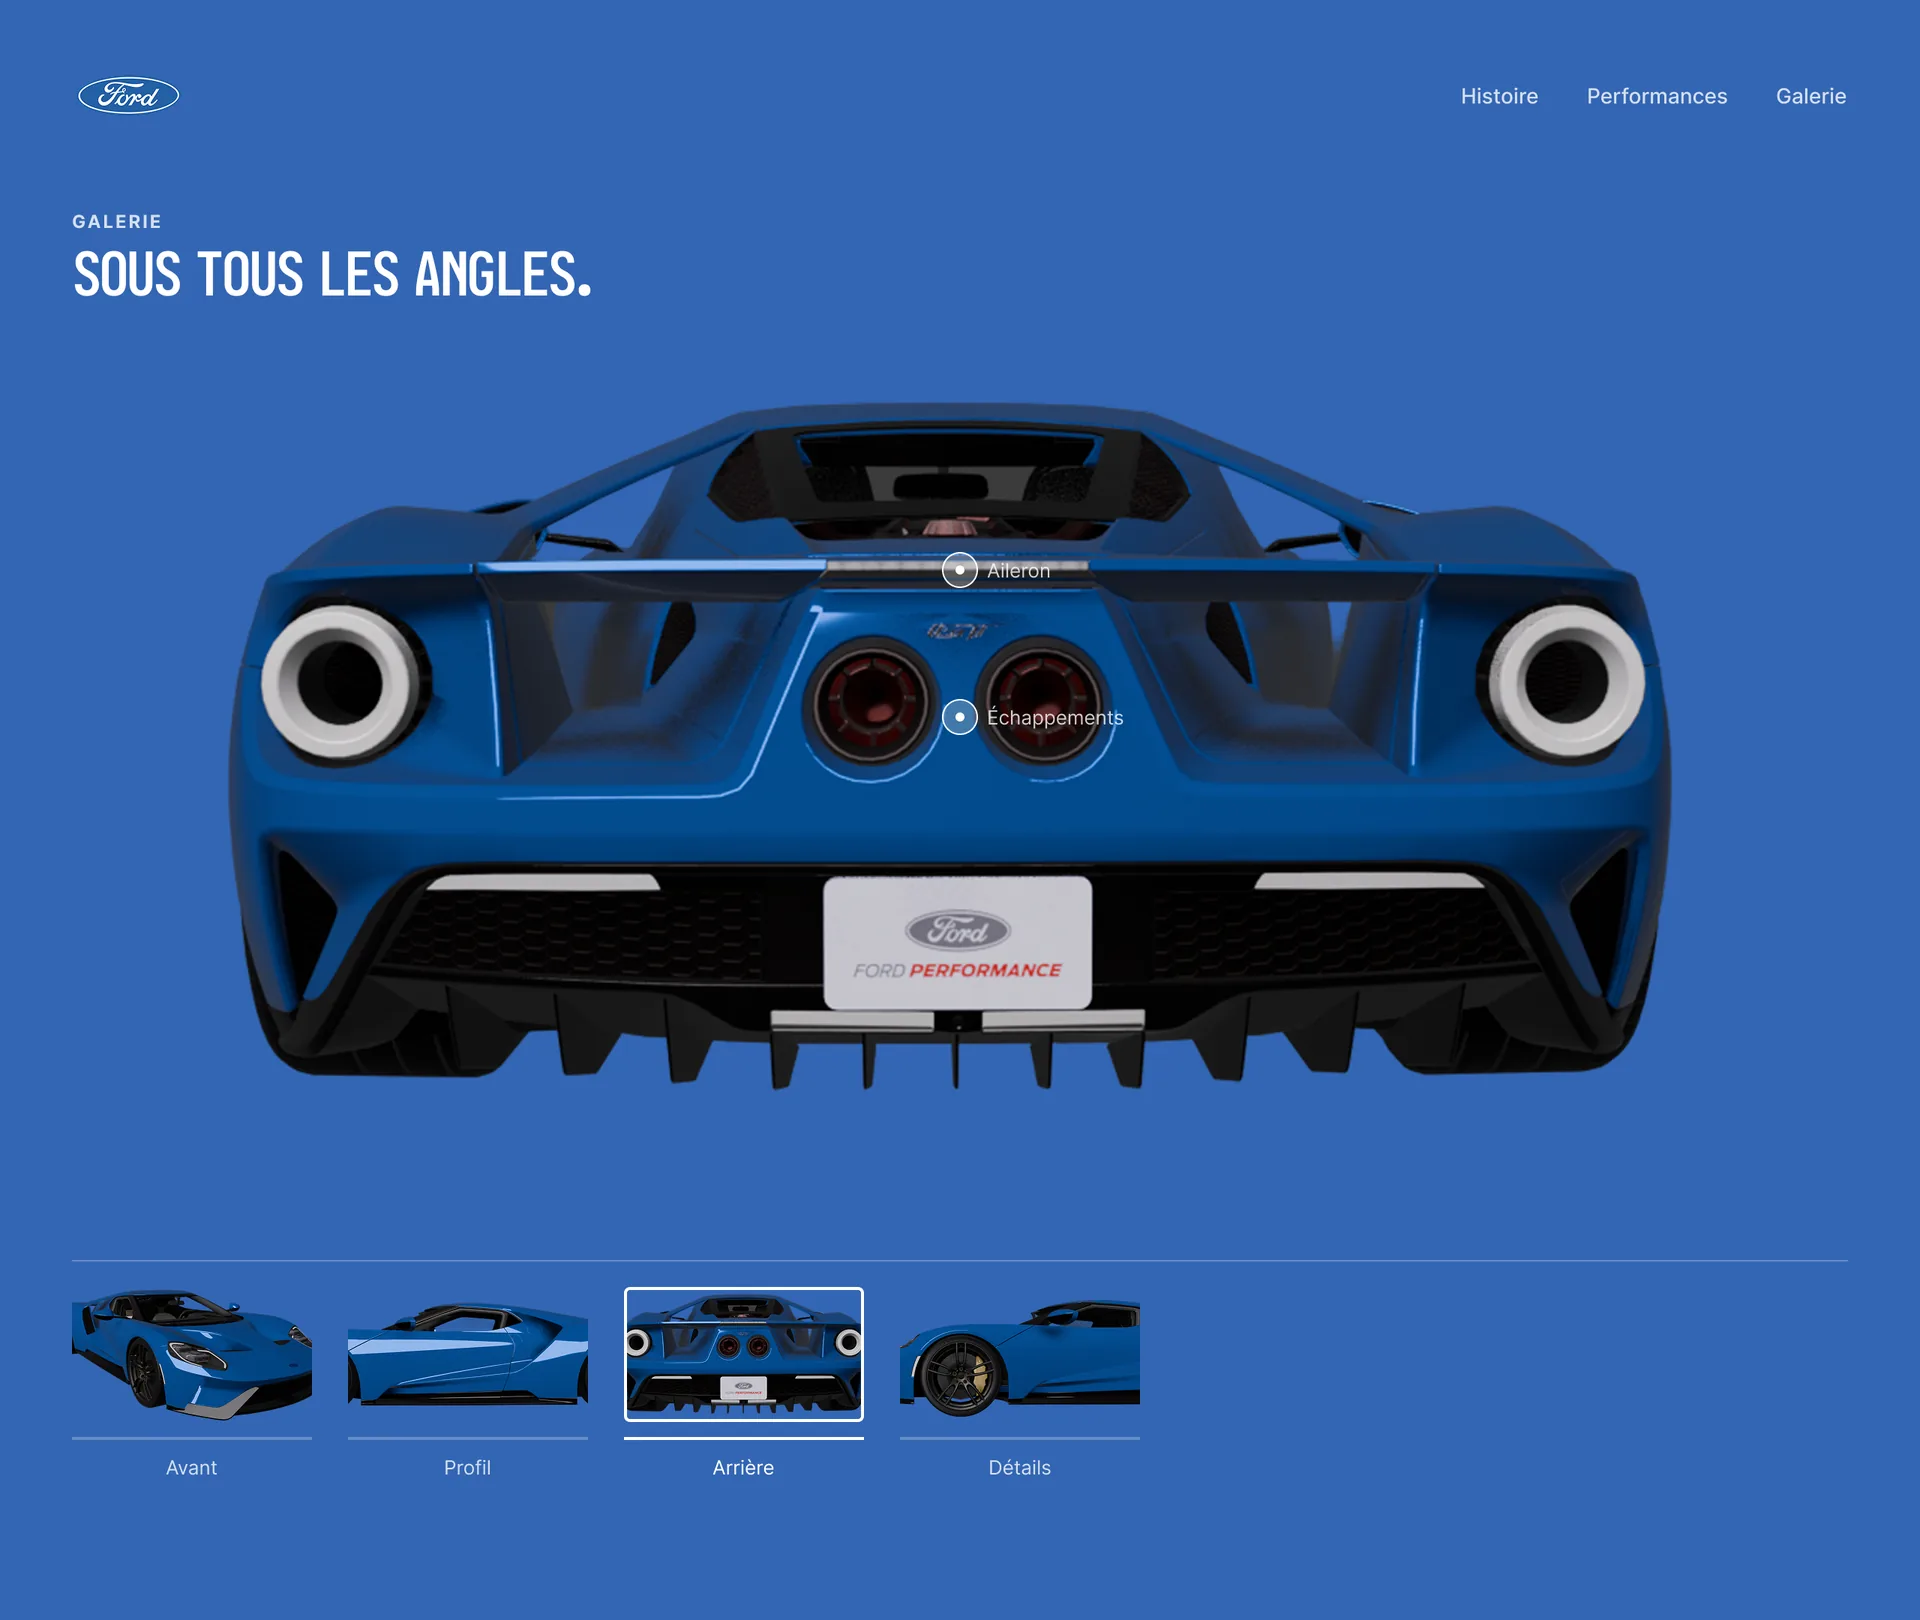 Ford
Histoire
Performances
Galerie
GALERIE
SOUS TOUS LES ANGLES.
Aileron
Échappements
Ford
FORD PERFORMANCE
Avant
Profil
Arrière
Détails